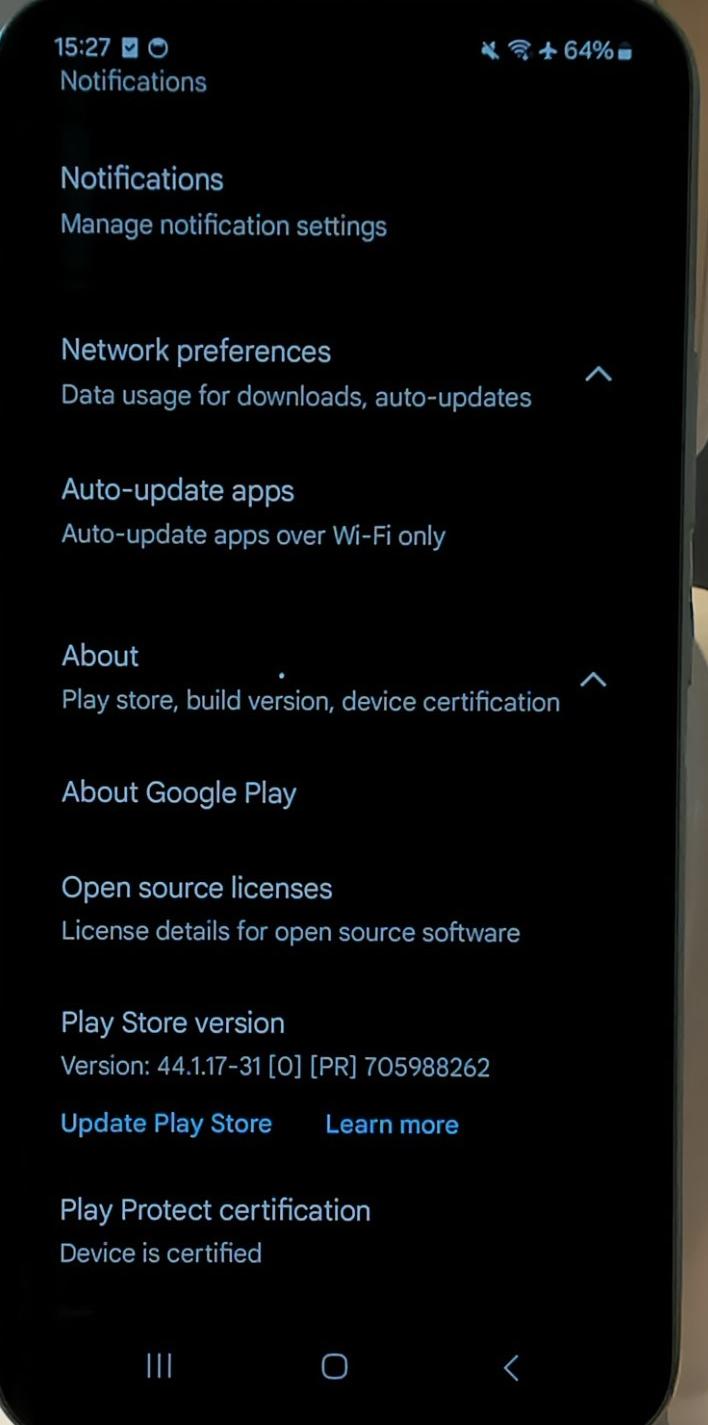 15:27 64%
Notifications
Notifications
Manage notification settings
Network preferences
Data usage for downloads, auto-updates
Auto-update apps
Auto-update apps over Wi-Fi only
About
Play store, build version, device certification
About Google Play
Open source licenses
License details for open source software
Play Store version
Version: 44.1.17-31 [0] [PR] 705988262
Update Play Store Learn more
Play Protect certification
Device is certified